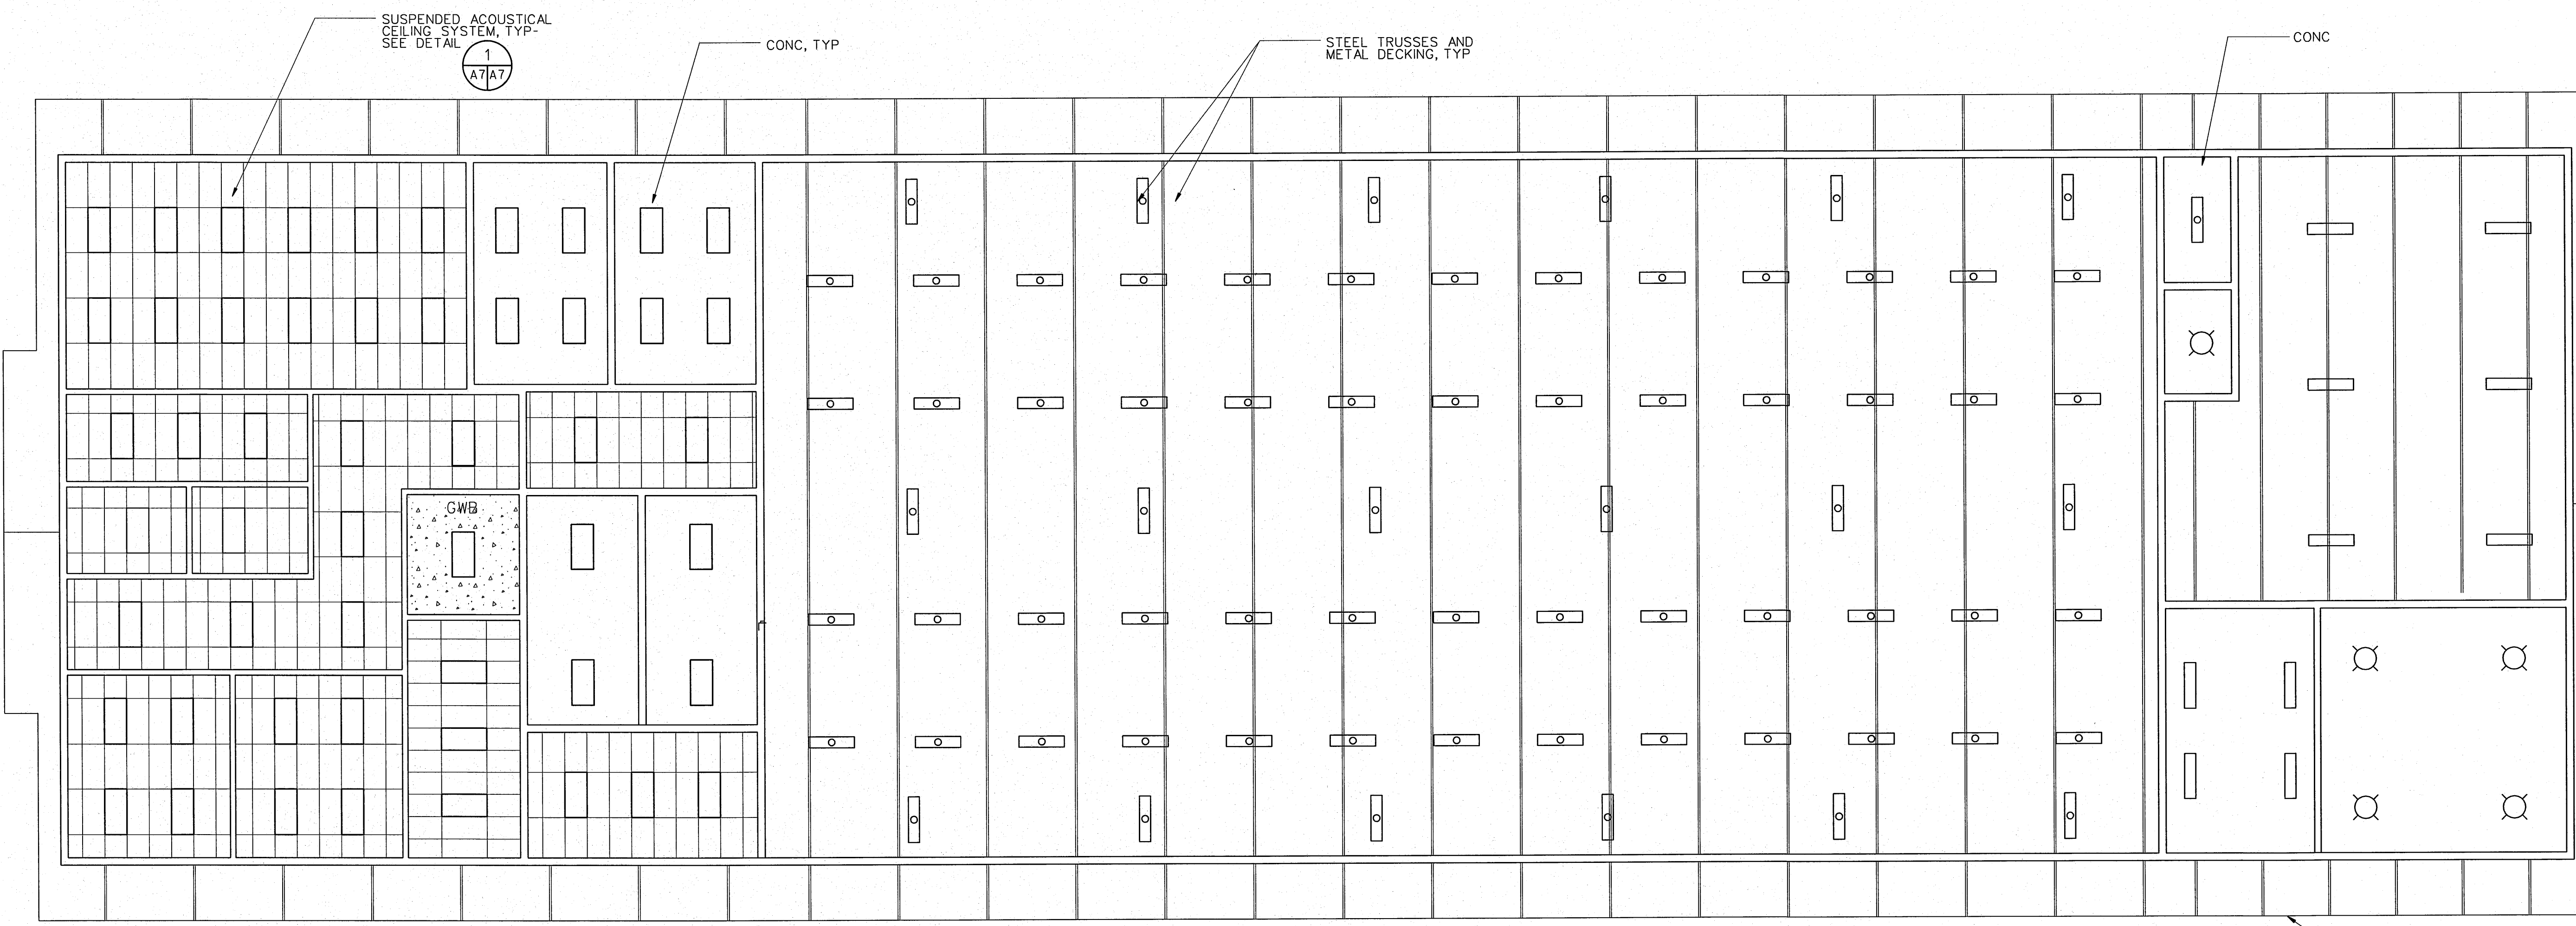 SUSPENDED ACOUSTICAL
CEILING SYSTEM, TYP-
SEE DETAIL
1
A7 A7
CONC, TYP
STEEL TRUSSES AND
METAL DECKING, TYP
CONC
GWB